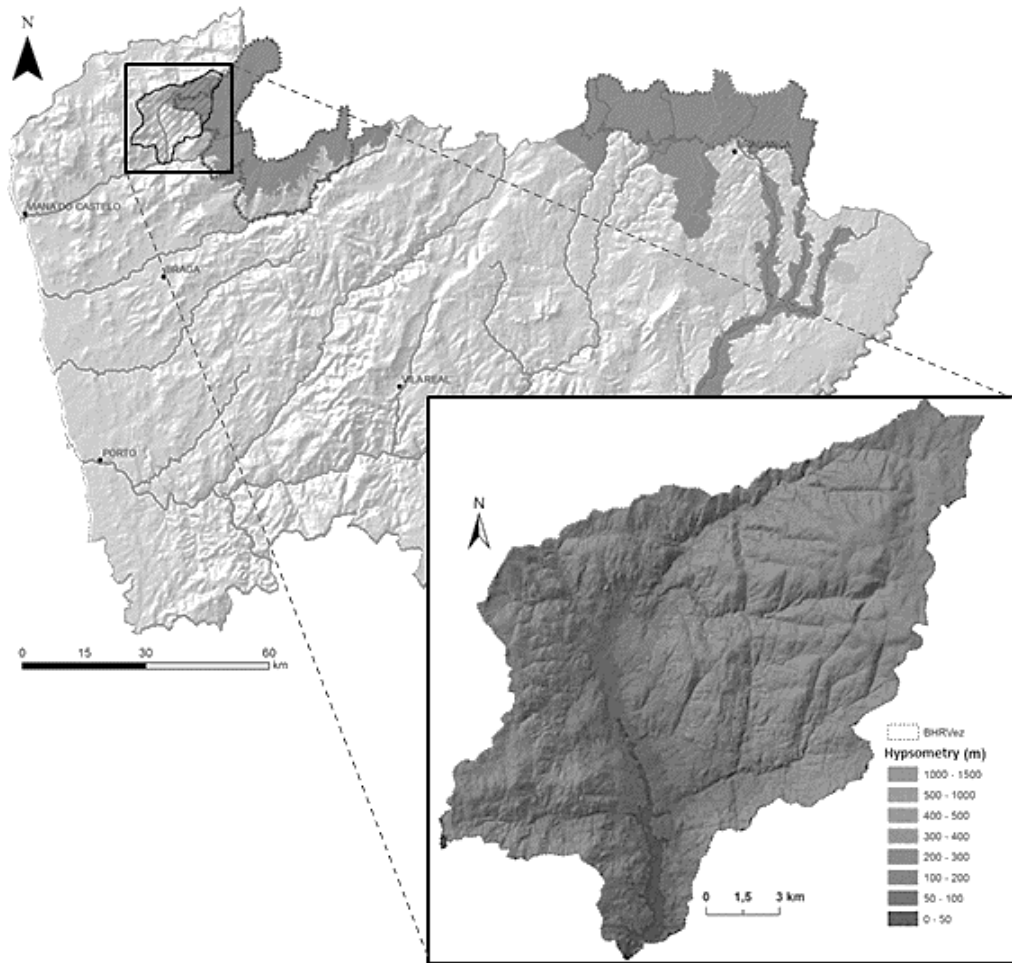 N
VIANA DO CASTELO
BRAGA
VILA REAL
PORTO
0 15 30 60
km
N
BHRVez
Hypsometry (m)
1000 - 1500
500 - 1000
400 - 500
300 - 400
200 - 300
100 - 200
50 - 100
0 - 50
0 1,5 3 km